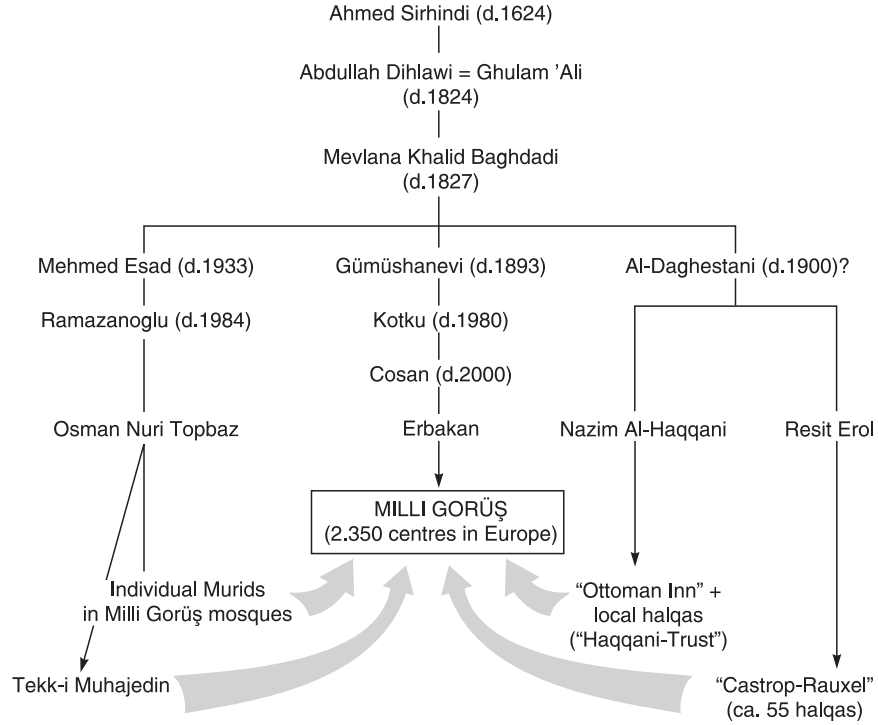 Ahmed Sirhindi (d.1624)
Abdullah Dihlawi = Ghulam ’Ali
(d.1824)
Mevlana Khalid Baghdadi
(d.1827)
Mehmed Esad (d.1933)
Gümüshanevi (d.1893)
Al-Daghestani (d.1900)?
Ramazanoglu (d.1984)
Kotku (d.1980)
Cosan (d.2000)
Osman Nuri Topbaz
Erbakan
Nazim Al-Haqqani
Resit Erol
MILLI GORÜŞ
(2.350 centres in Europe)
Individual Murids
in Milli Gorüş mosques
“Ottoman Inn” +
local halqas
(“Haqqani-Trust”)
Tekk-i Muhajedin
“Castrop-Rauxel”
(ca. 55 halqas)